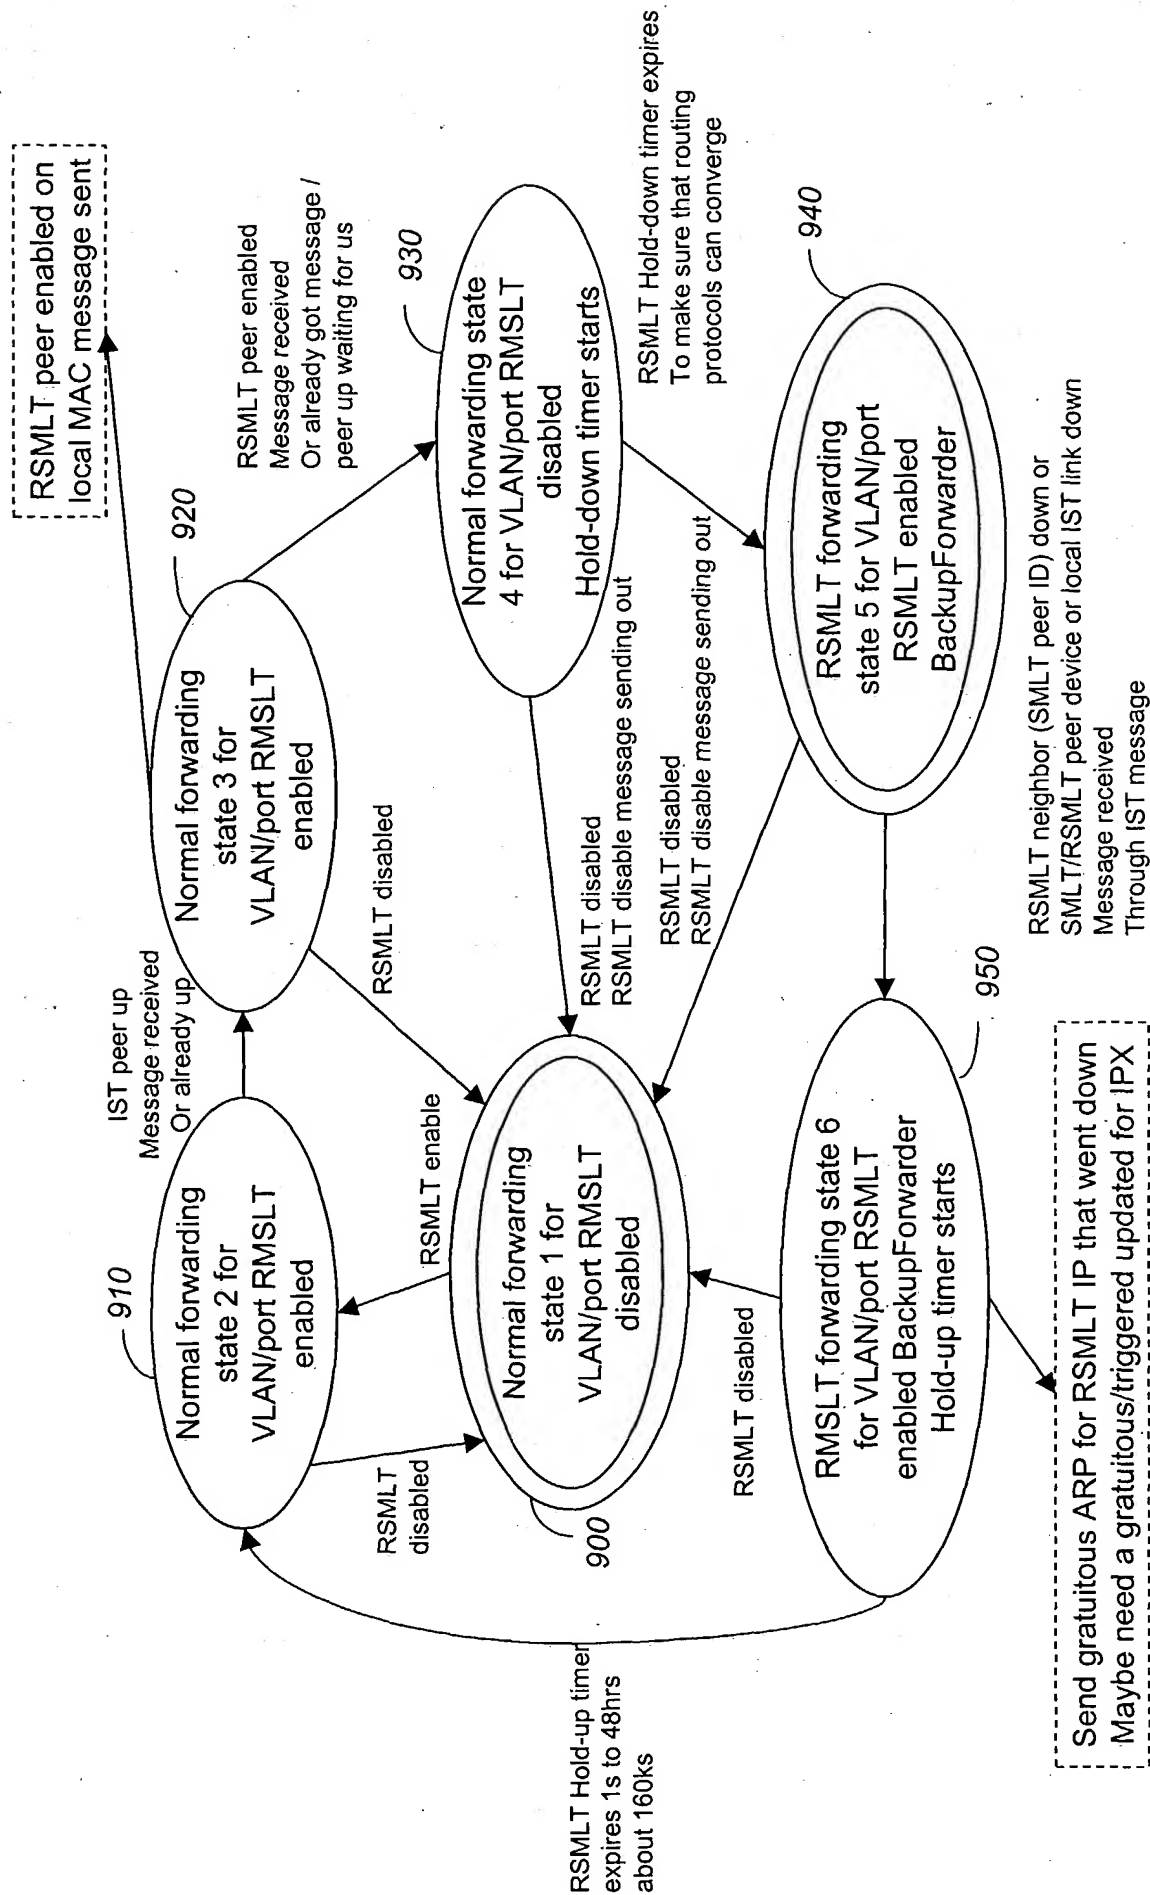 RSMLT peer enabled on
local MAC message sent
910
Normal forwarding
state 2 for
VLAN/port RMSLT
enabled
IST peer up
Message received
Or already up
920
Normal forwarding
state 3 for
VLAN/port RMSLT
enabled
RSMLT peer enabled
Message received
Or already got message /
peer up waiting for us
930
Normal forwarding state
4 for VLAN/port RMSLT
disabled
Hold-down timer starts
RSMLT Hold-down timer expires
To make sure that routing
protocols can converge
RSMLT
disabled
RSMLT enable
RSMLT disabled
RSMLT disabled
RSMLT disable message sending out
RSMLT disabled
RSMLT disable message sending out
900
Normal forwarding
state 1 for
VLAN/port RMSLT
disabled
940
RSMLT forwarding
state 5 for VLAN/port
RSMLT enabled
BackupForwarder
RSMLT Hold-up timer
expires 1s to 48hrs
about 160ks
RSMLT disabled
RMSLT forwarding state 6
for VLAN/port RSMLT
enabled BackupForwarder
Hold-up timer starts
950
RSMLT neighbor (SMLT peer ID) down or
SMLT/RSMLT peer device or local IST link down
Message received
Through IST message
Send gratuitous ARP for RSMLT IP that went down
Maybe need a gratuitous/triggered updated for IPX